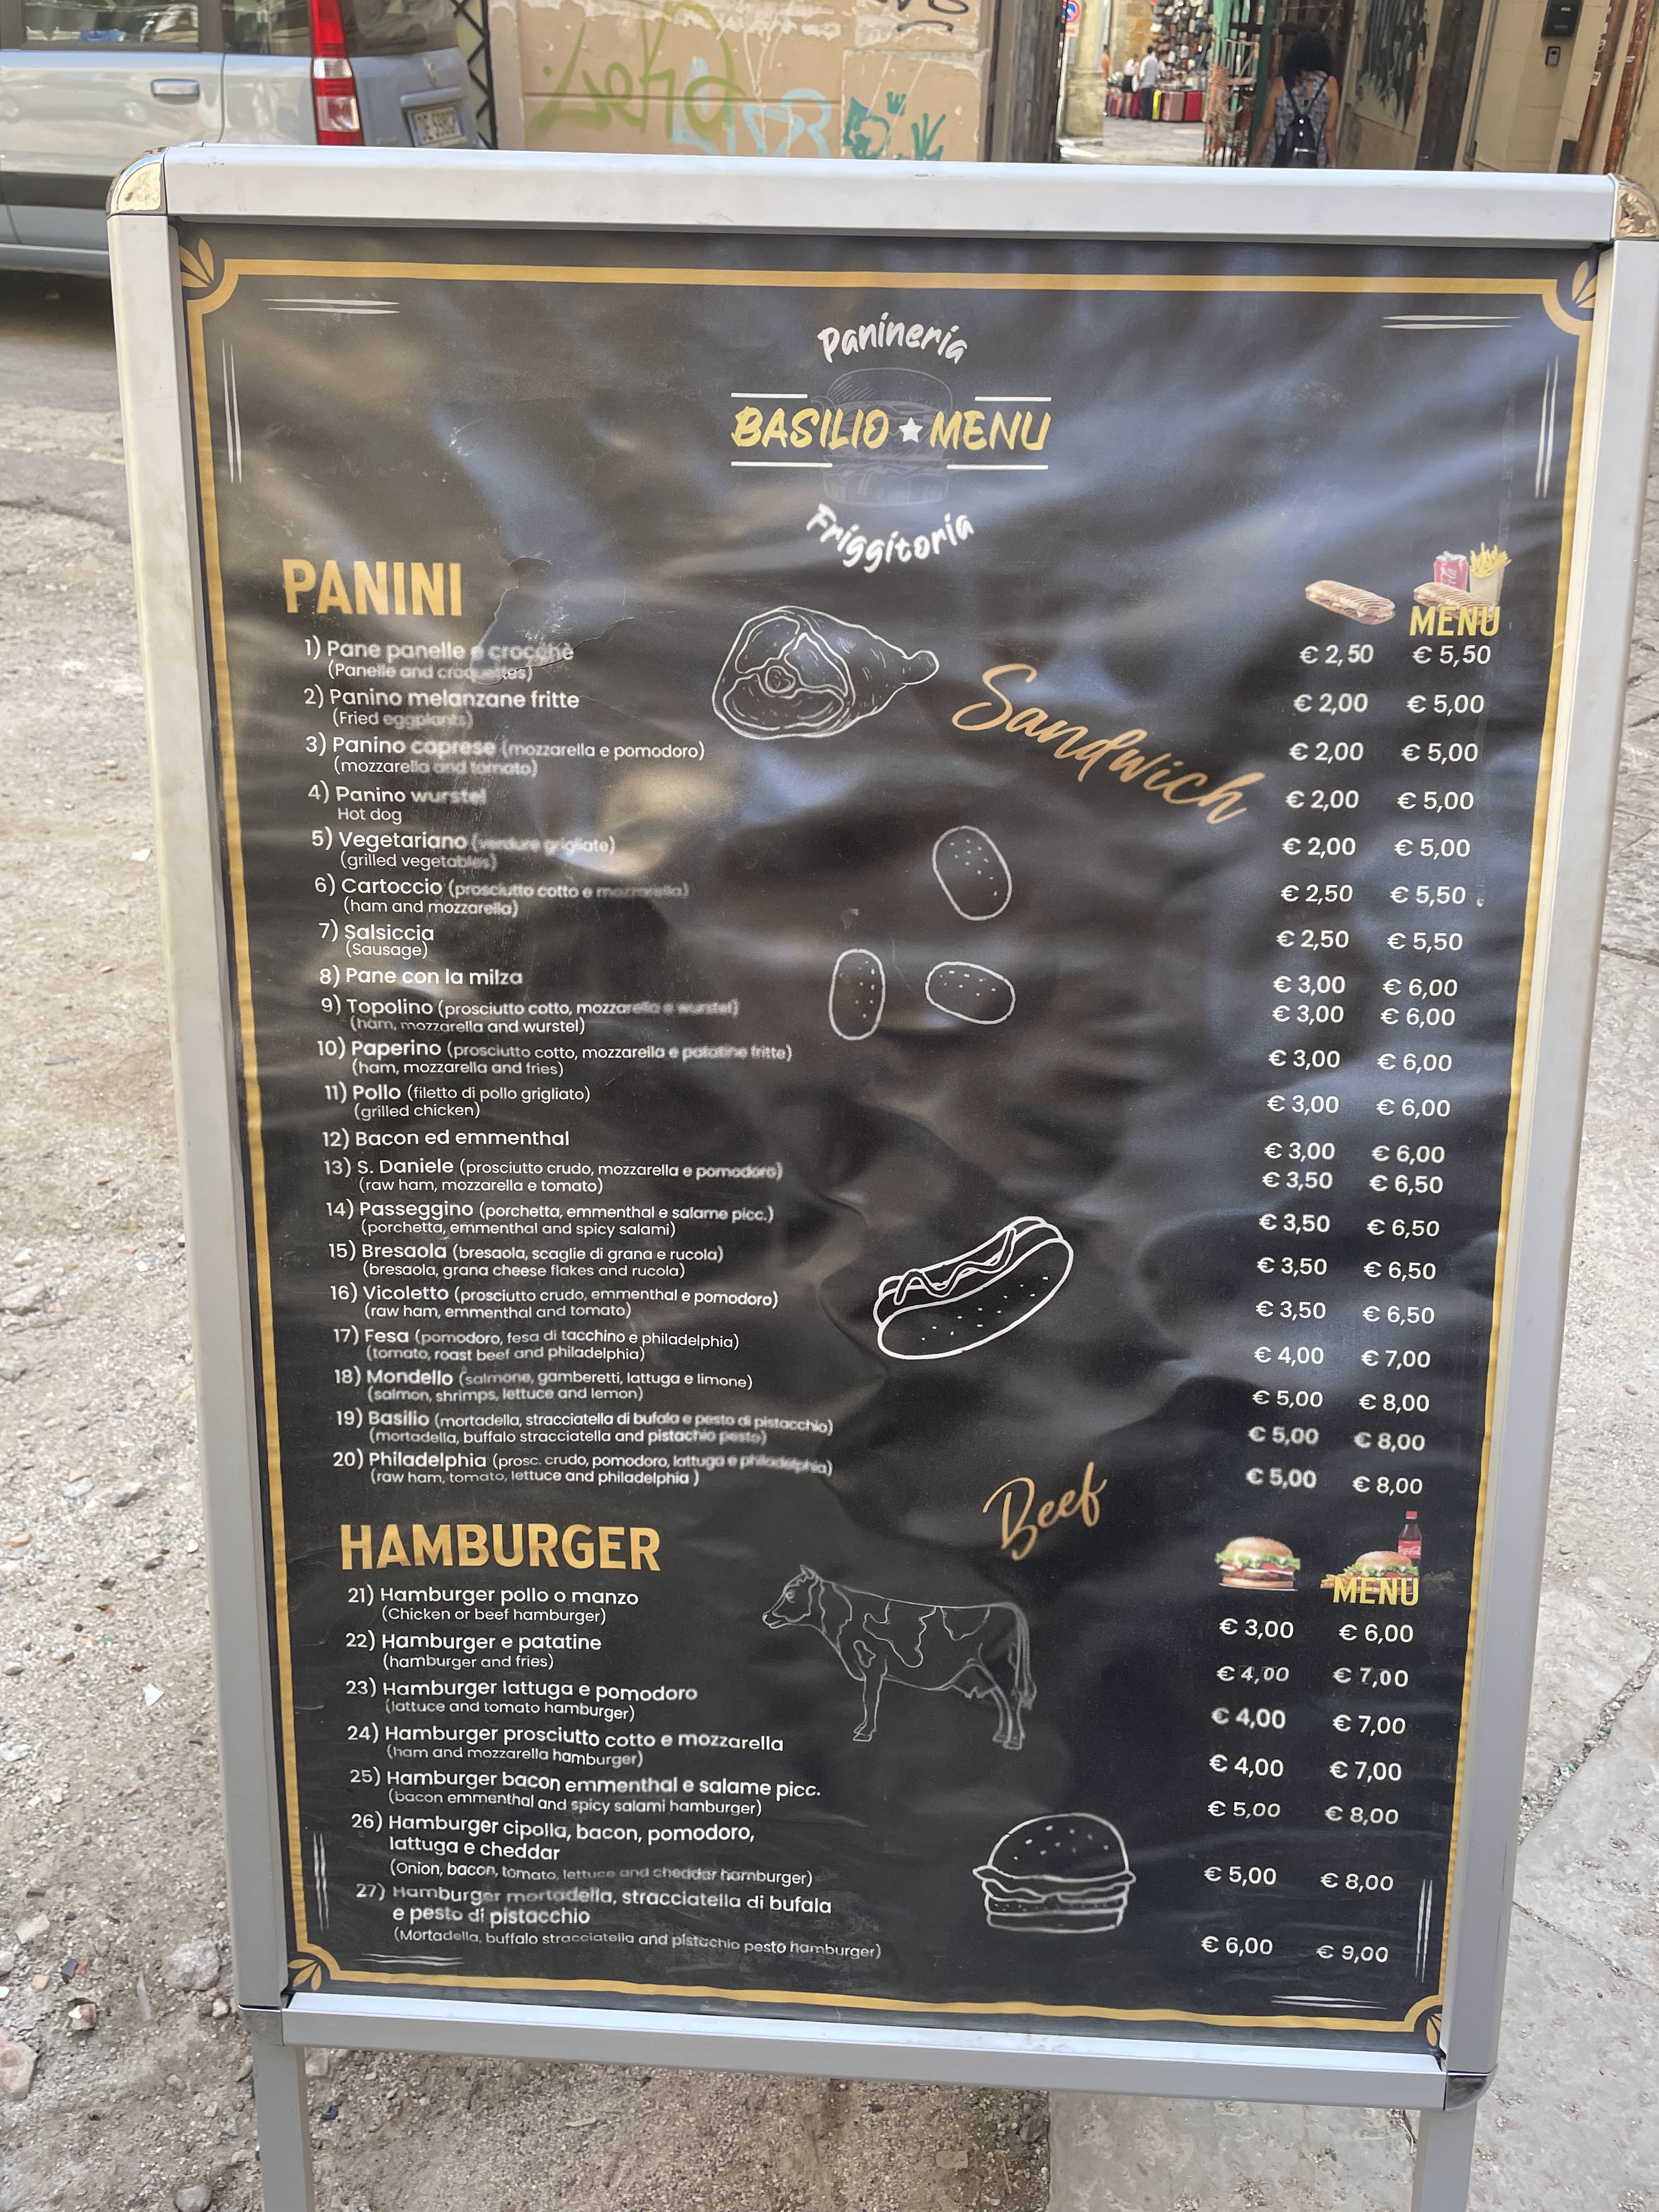 Panineria
BASILIO ★ MENU
Friggitoria
PANINI
MENU
Sandwich
1) Pane panelle e crocchè € 2,50 € 5,50
(Panelle and croquettes)
2) Panino melanzane fritte € 2,00 € 5,00
(Fried eggplants)
3) Panino caprese (mozzarella e pomodoro) € 2,00 € 5,00
(mozzarella and tomato)
4) Panino wurstel € 2,00 € 5,00
Hot dog
5) Vegetariano (verdure grigliate) € 2,00 € 5,00
(grilled vegetables)
6) Cartoccio (prosciutto cotto e mozzarella) € 2,50 € 5,50
(ham and mozzarella)
7) Salsiccia € 2,50 € 5,50
(Sausage)
8) Pane con la milza € 3,00 € 6,00
9) Topolino (prosciutto cotto, mozzarella e wurstel) € 3,00 € 6,00
(ham, mozzarella and wurstel)
10) Paperino (prosciutto cotto, mozzarella e patatine fritte) € 3,00 € 6,00
(ham, mozzarella and fries)
11) Pollo (filetto di pollo grigliato) € 3,00 € 6,00
(grilled chicken)
12) Bacon ed emmenthal € 3,00 € 6,00
13) S. Daniele (prosciutto crudo, mozzarella e pomodoro) € 3,50 € 6,50
(raw ham, mozzarella e tomato)
14) Passeggino (porchetta, emmenthal e salame picc.) € 3,50 € 6,50
(porchetta, emmenthal and spicy salami)
15) Bresaola (bresaola, scaglie di grana e rucola) € 3,50 € 6,50
(bresaola, grana cheese flakes and rucola)
16) Vicoletto (prosciutto crudo, emmenthal e pomodoro) € 3,50 € 6,50
(raw ham, emmenthal and tomato)
17) Fesa (pomodoro, fesa di tacchino e philadelphia) € 4,00 € 7,00
(tomato, roast beef and philadelphia)
18) Mondello (salmone, gamberetti, lattuga e limone) € 5,00 € 8,00
(salmon, shrimps, lettuce and lemon)
19) Basilio (mortadella, stracciatella di bufala e pesto di pistacchio) € 5,00 € 8,00
(mortadella, buffalo stracciatella and pistachio pesto)
20) Philadelphia (prosc. crudo, pomodoro, lattuga e philadelphia) € 5,00 € 8,00
(raw ham, tomato, lettuce and philadelphia )
Beef
HAMBURGER
MENU
21) Hamburger pollo o manzo € 3,00 € 6,00
(Chicken or beef hamburger)
22) Hamburger e patatine € 4,00 € 7,00
(hamburger and fries)
23) Hamburger lattuga e pomodoro € 4,00 € 7,00
(lattuce and tomato hamburger)
24) Hamburger prosciutto cotto e mozzarella € 4,00 € 7,00
(ham and mozzarella hamburger)
25) Hamburger bacon emmenthal e salame picc. € 5,00 € 8,00
(bacon emmenthal and spicy salami hamburger)
26) Hamburger cipolla, bacon, pomodoro,
lattuga e cheddar
(Onion, bacon, tomato, lettuce and cheddar hamburger) € 5,00 € 8,00
27) Hamburger mortadella, stracciatella di bufala
e pesto di pistacchio
(Mortadella, buffalo stracciatella and pistachio pesto hamburger) € 6,00 € 9,00